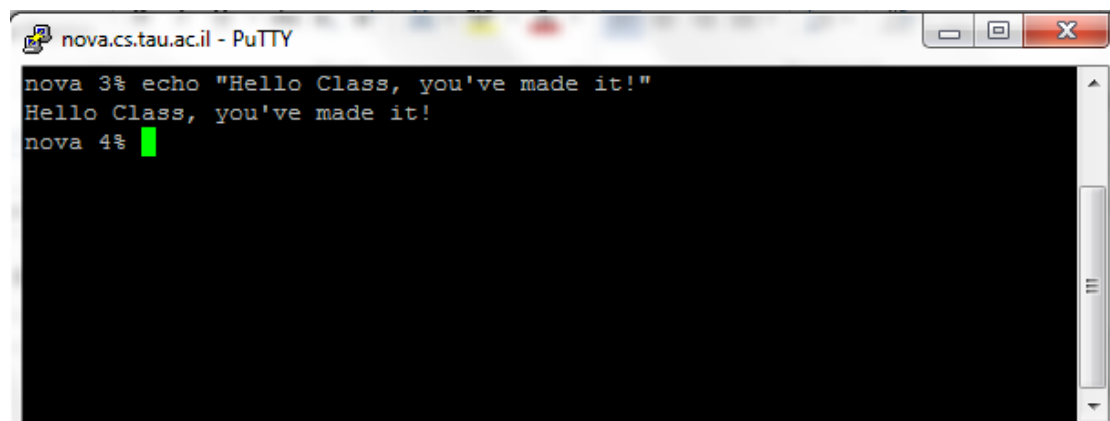 nova.cs.tau.ac.il - PuTTY
nova 3% echo "Hello Class, you've made it!"
Hello Class, you've made it!
nova 4%